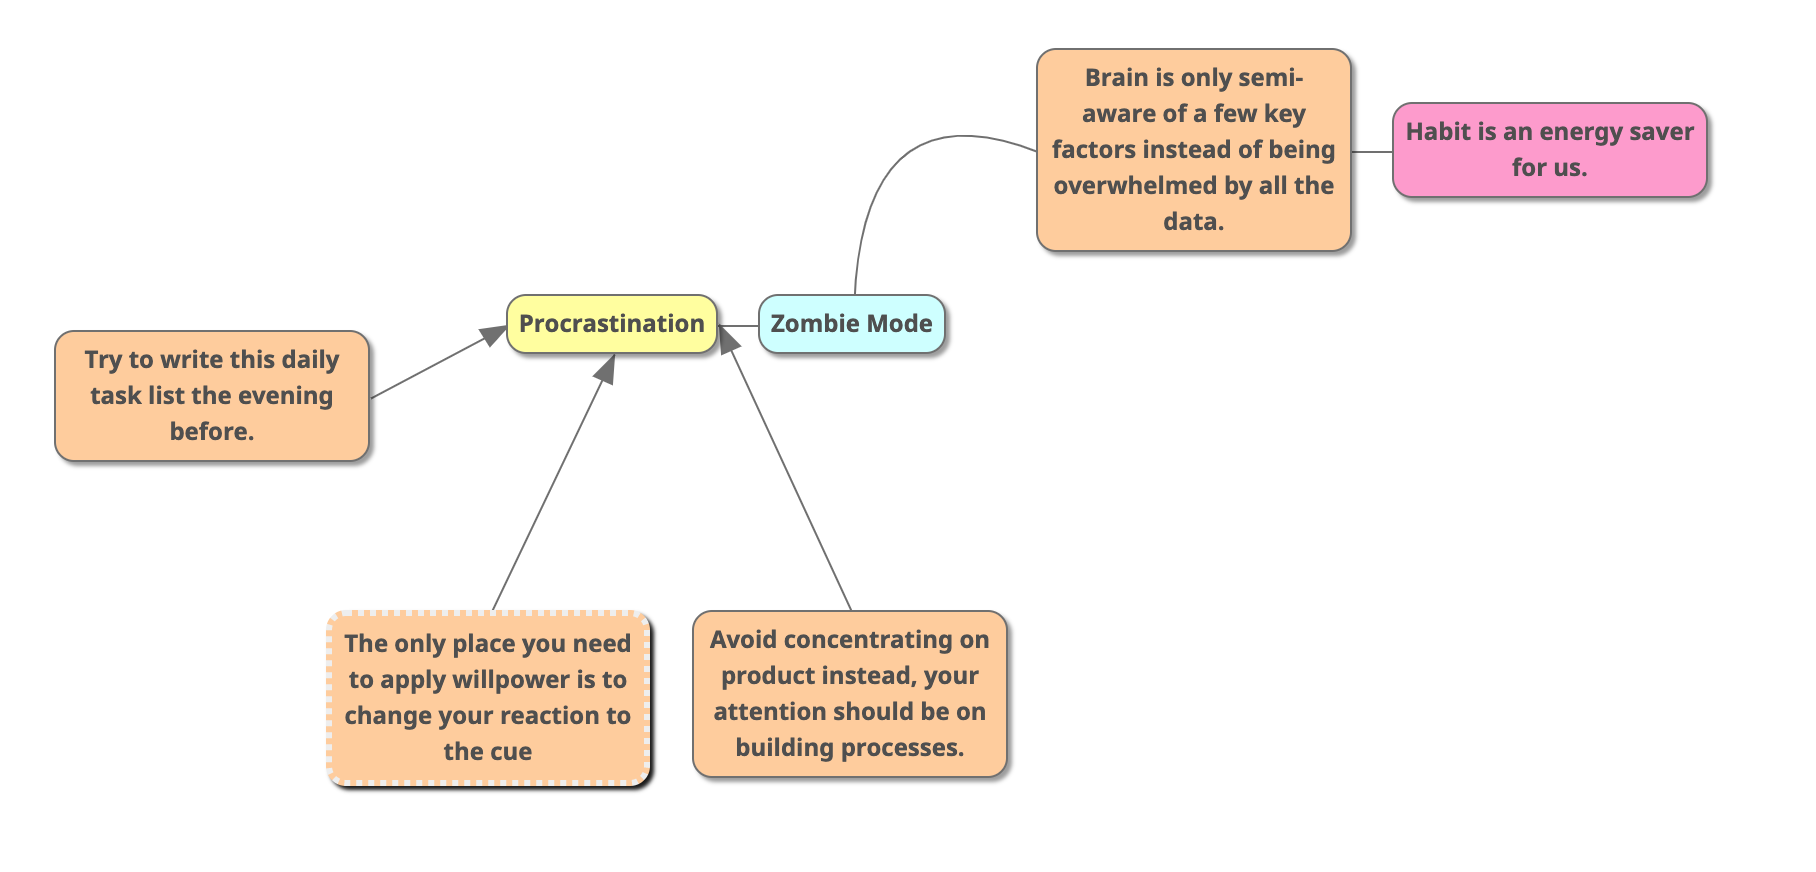 Brain is only semi-
aware of a few key
factors instead of being
overwhelmed by all the
data.
Habit is an energy saver
for us.
Procrastination
Zombie Mode
Try to write this daily
task list the evening
before.
The only place you need
to apply willpower is to
change your reaction to
the cue
Avoid concentrating on
product instead, your
attention should be on
building processes.